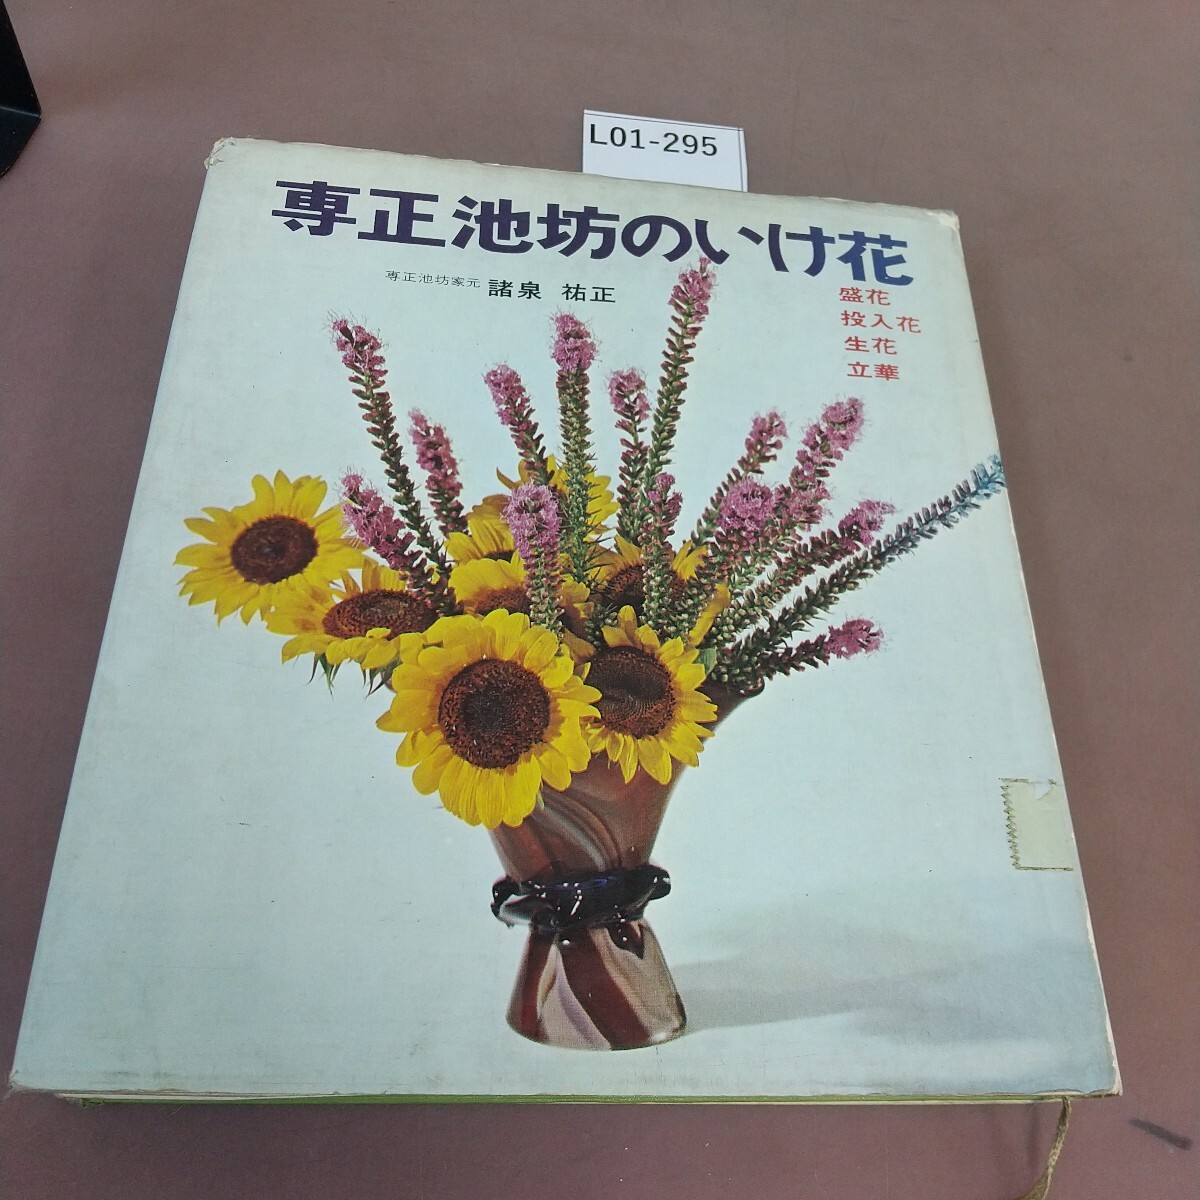 L01-295
専正池坊のいけ花
専正池坊家元 諸泉 祐正
盛花
投入花
生花
立華